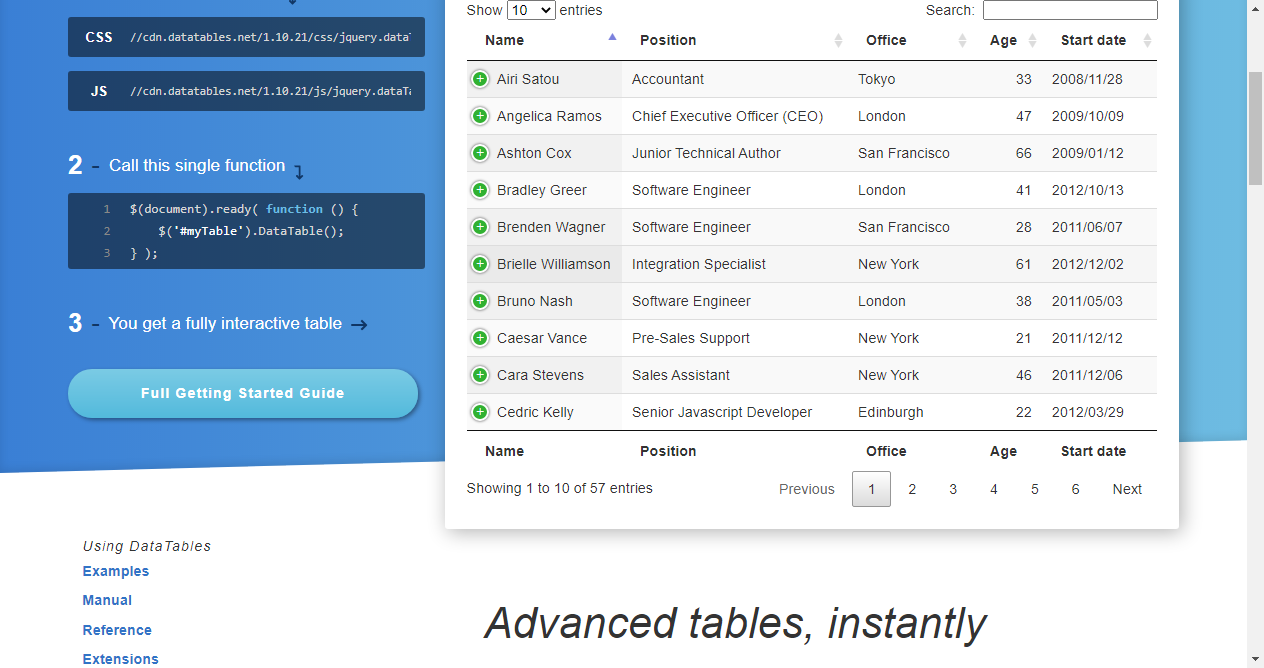 CSS //cdn.datatables.net/1.10.21/css/jquery.data
JS //cdn.datatables.net/1.10.21/js/jquery.dataTa
2 - Call this single function
1 $(document).ready( function () {
2 $('#myTable').DataTable();
3 } );
3 - You get a fully interactive table →
Full Getting Started Guide
Show 10 entries Search:
Name Position Office Age Start date
Airi Satou Accountant Tokyo 33 2008/11/28
Angelica Ramos Chief Executive Officer (CEO) London 47 2009/10/09
Ashton Cox Junior Technical Author San Francisco 66 2009/01/12
Bradley Greer Software Engineer London 41 2012/10/13
Brenden Wagner Software Engineer San Francisco 28 2011/06/07
Brielle Williamson Integration Specialist New York 61 2012/12/02
Bruno Nash Software Engineer London 38 2011/05/03
Caesar Vance Pre-Sales Support New York 21 2011/12/12
Cara Stevens Sales Assistant New York 46 2011/12/06
Cedric Kelly Senior Javascript Developer Edinburgh 22 2012/03/29
Name Position Office Age Start date
Showing 1 to 10 of 57 entries Previous 1 2 3 4 5 6 Next
Using DataTables
Examples
Manual
Reference
Extensions
Advanced tables, instantly